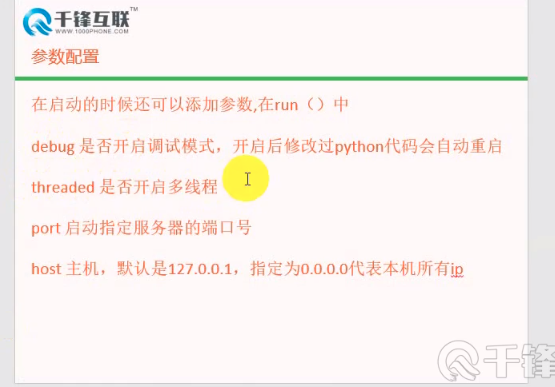 千锋互联™
WWW.1000PHONE.COM
参数配置
在启动的时候还可以添加参数,在run（）中
debug 是否开启调试模式，开启后修改过python代码会自动重启
threaded 是否开启多线程
port 启动指定服务器的端口号
host 主机，默认是127.0.0.1，指定为0.0.0.0代表本机所有ip
千锋